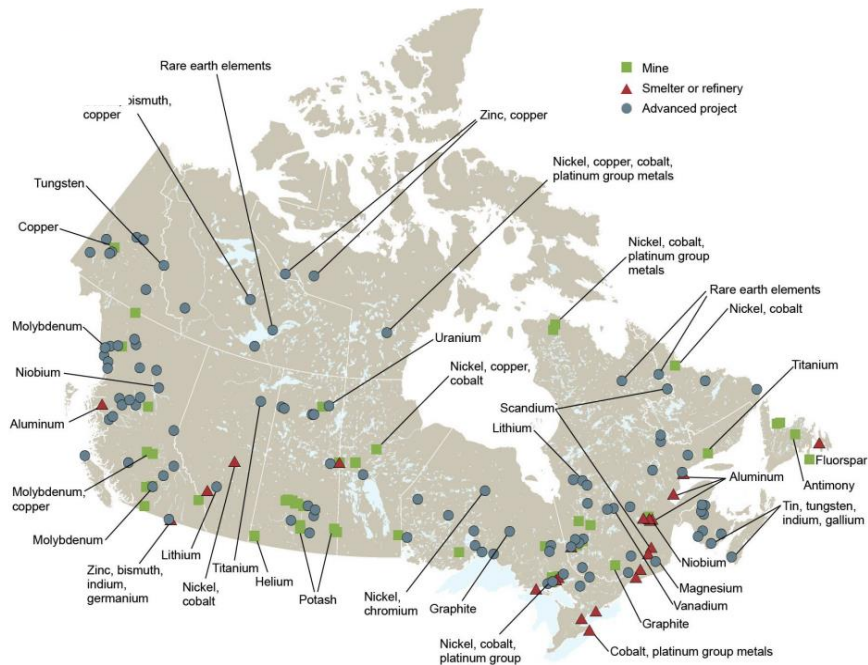 Rare earth elements
bismuth,
copper
Zinc, copper
Mine
Smelter or refinery
Advanced project
Nickel, copper, cobalt,
platinum group metals
Tungsten
Copper
Nickel, cobalt,
platinum group
metals
Rare earth elements
Nickel, cobalt
Molybdenum
Uranium
Nickel, copper,
cobalt
Titanium
Niobium
Scandium
Lithium
Aluminum
Fluorspar
Antimony
Aluminum
Molybdenum,
copper
Tin, tungsten,
indium, gallium
Molybdenum
Lithium
Titanium
Helium
Potash
Niobium
Zinc, bismuth,
indium,
germanium
Nickel,
cobalt
Nickel,
chromium
Graphite
Magnesium
Vanadium
Graphite
Nickel, cobalt,
platinum group
Cobalt, platinum group metals